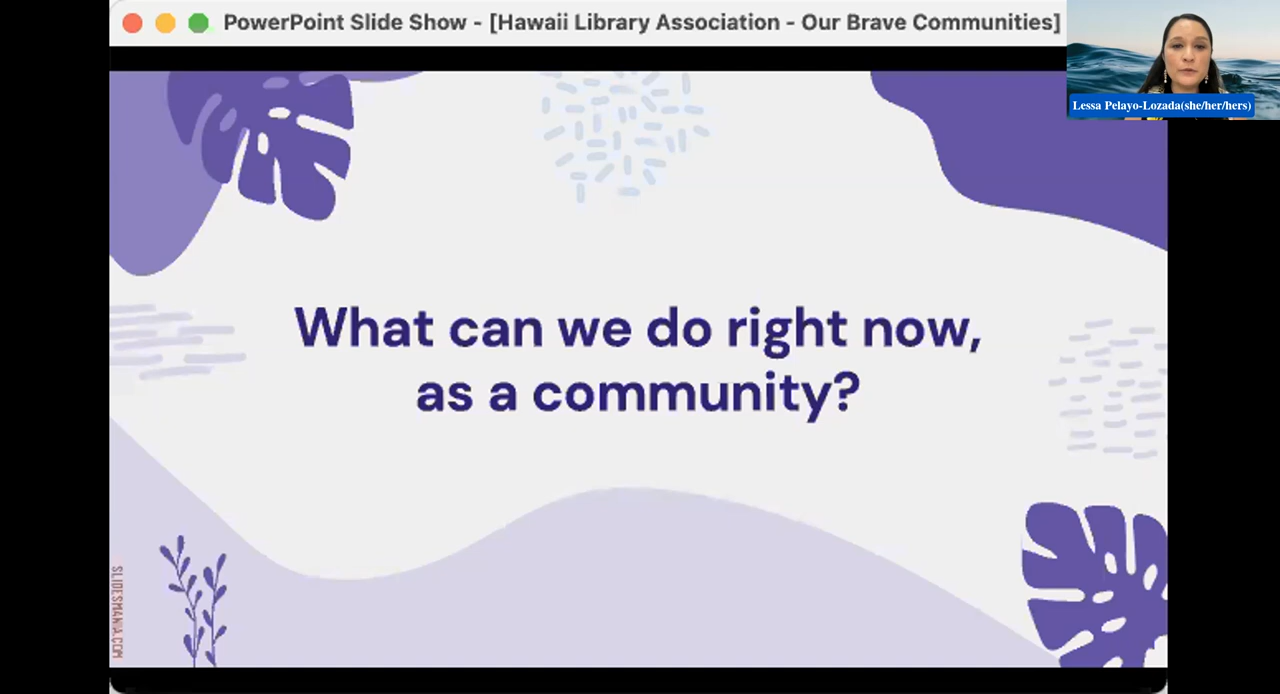 PowerPoint Slide Show - [Hawaii Library Association - Our Brave Communities]
Lessa Pelayo-Lozada(she/her/hers)
What can we do right now,
as a community?
SLIDESMANIA.COM